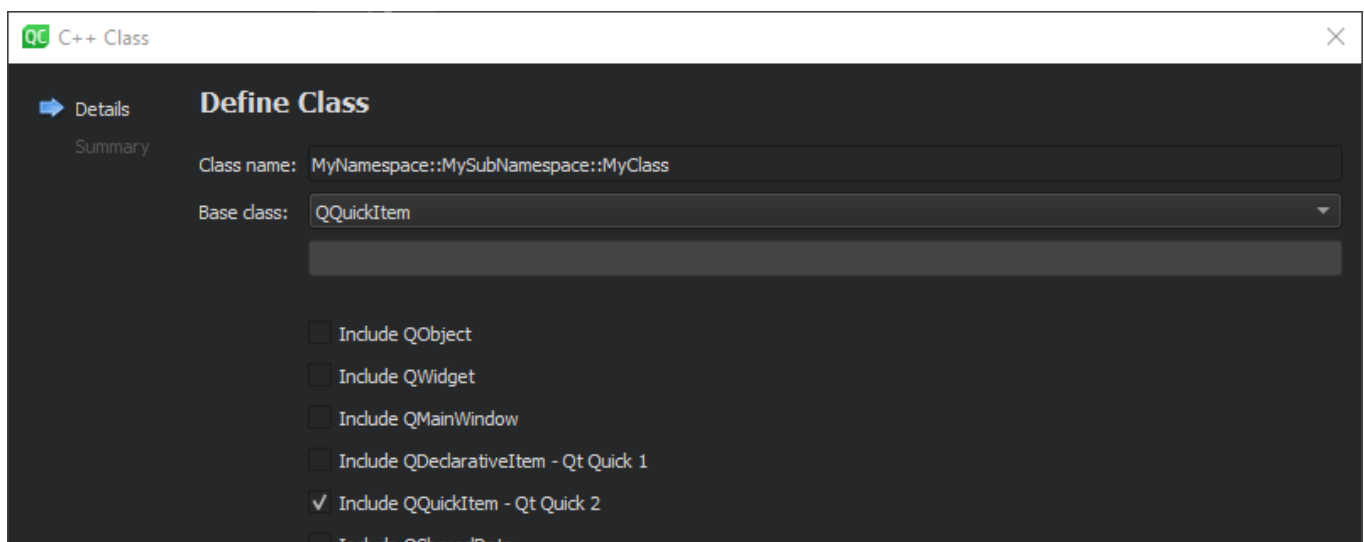 QC C++ Class
Details
Define Class
Summary
Class name: MyNamespace::MySubNamespace::MyClass
Base class: QQuickItem
Include QObject
Include QWidget
Include QMainWindow
Include QDeclarativeItem - Qt Quick 1
Include QQuickItem - Qt Quick 2